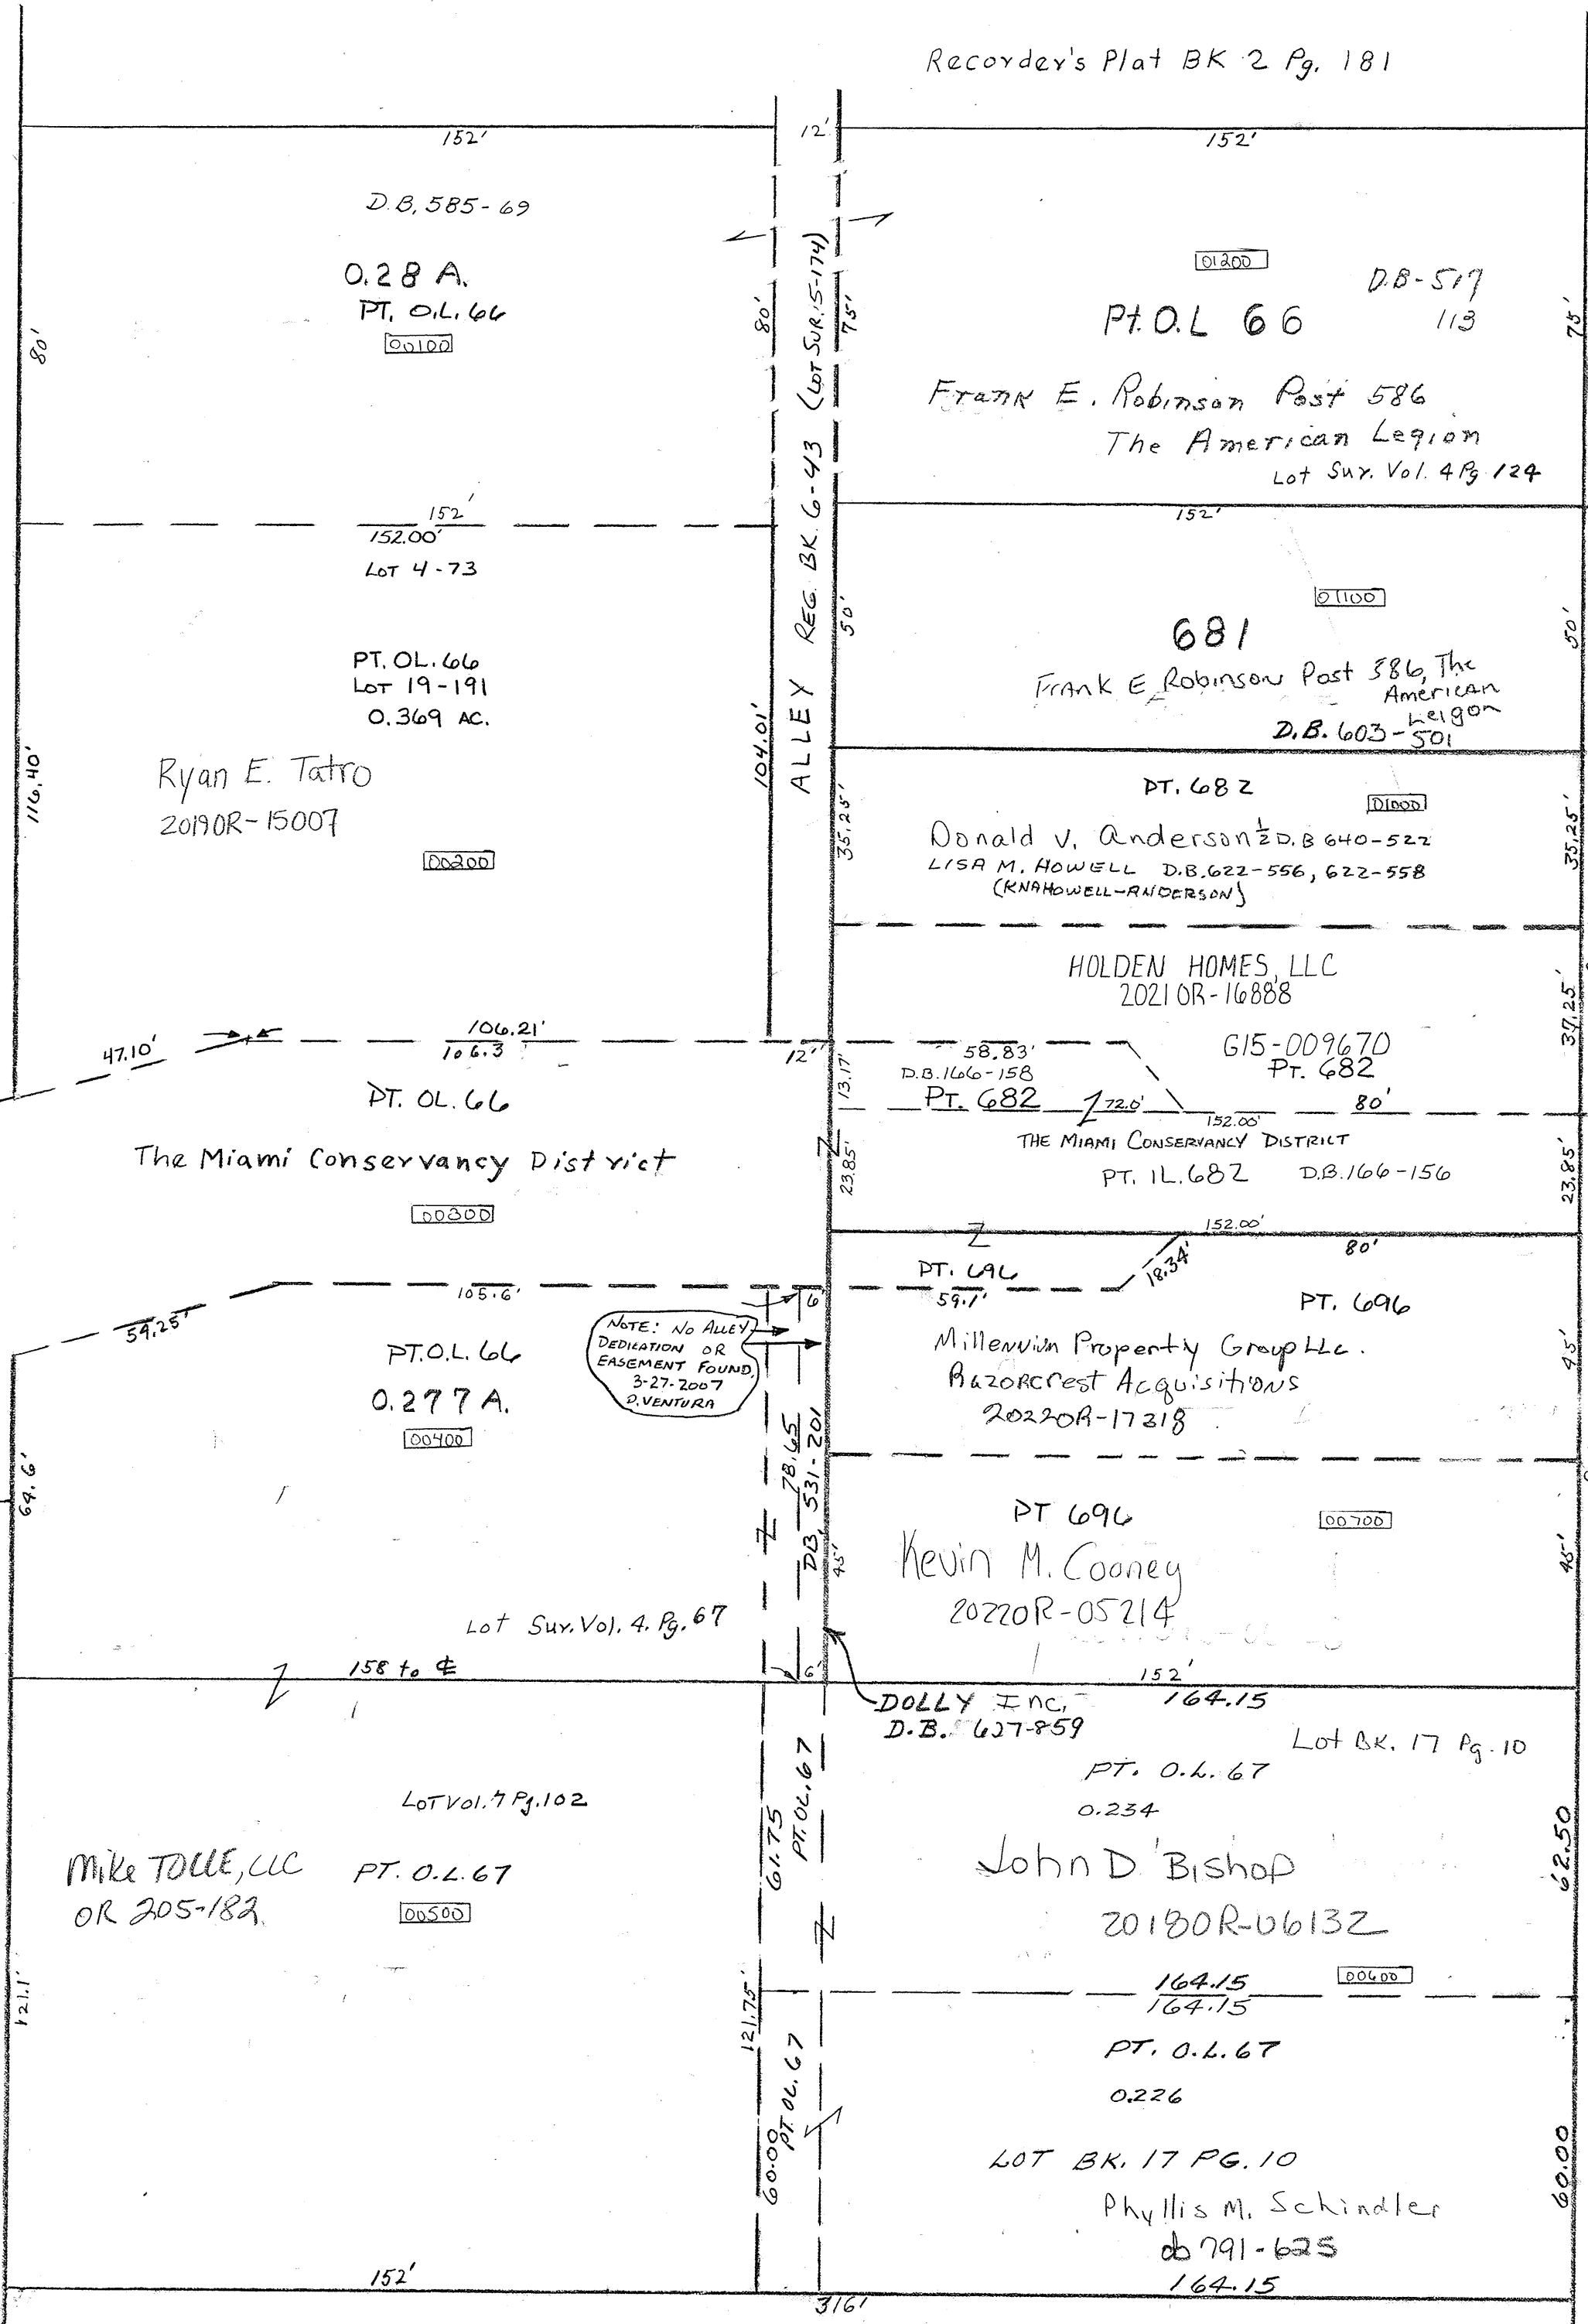 Recorder's Plat BK 2 Pg. 181
152'
12'
152'
D.B. 585-69
0.28 A.
PT. O.L. 66
00100
80'
80'
ALLEY REG. BK. 6-43 (LOT SUR. 5-174)
75'
01200
D.B-517
113
Pt. O.L 66
75'
Frank E. Robinson Post 586
The American Legion
Lot Sur. Vol. 4 Pg 124
152'
152'
152.00'
LOT 4-73
01100
681
50'
50'
Frank E Robinson Post 586, The
American
Leigon
D.B. 603-501
PT. OL. 66
LOT 19-191
0.369 AC.
Ryan E. Tatro
2019OR-15007
00200
116.40'
104.01'
PT. 682
01000
35.25'
35.25'
Donald V. Anderson ½ D.B 640-522
LISA M. HOWELL D.B. 622-556, 622-558
(KNAHOWELL-ANDERSON)
HOLDEN HOMES, LLC
2021OR-16888
37.25'
G15-009670
PT. 682
47.10'
106.21'
106.3
12'
58.83'
D.B. 166-158
PT. 682
13.17'
72.0'
152.00'
80'
PT. OL. 66
The Miami Conservancy District
00300
THE MIAMI CONSERVANCY DISTRICT
PT. IL. 682 D.B. 166-156
23.85'
23.85'
152.00'
80'
18.34'
PT. 696
59.1'
54.25'
105.6'
6'
NOTE: NO ALLEY
DEDICATION OR
EASEMENT FOUND.
3-27-2007
D. VENTURA
PT. O.L. 66
0.277 A.
00400
64.6'
78.65
DB. 531-201
PT. 696
Millennium Property Group LLc.
Razorcrest Acquisitions
2022OR-17318
45'
PT 696
00700
Kevin M. Cooney
2022OR-05214
45'
45'
Lot Sur. Vol. 4. Pg. 67
158 to ℄
6'
152'
164.15
DOLLY Inc.
D.B. 627-859
Lot BK. 17 Pg. 10
PT. O.L. 67
0.234
John D Bishop
2018OR-06132
00600
62.50
LOT Vol. 7 Pg. 102
Mike TOLLE, LLC
OR 205-182
PT. O.L. 67
00500
121.1'
61.75
PT. OL. 67
121.75'
164.15
164.15
PT. O.L. 67
0.226
60.00
PT. OL. 67
LOT BK. 17 PG. 10
Phyllis M. Schindler
db 791-625
60.00
152'
164.15
316'